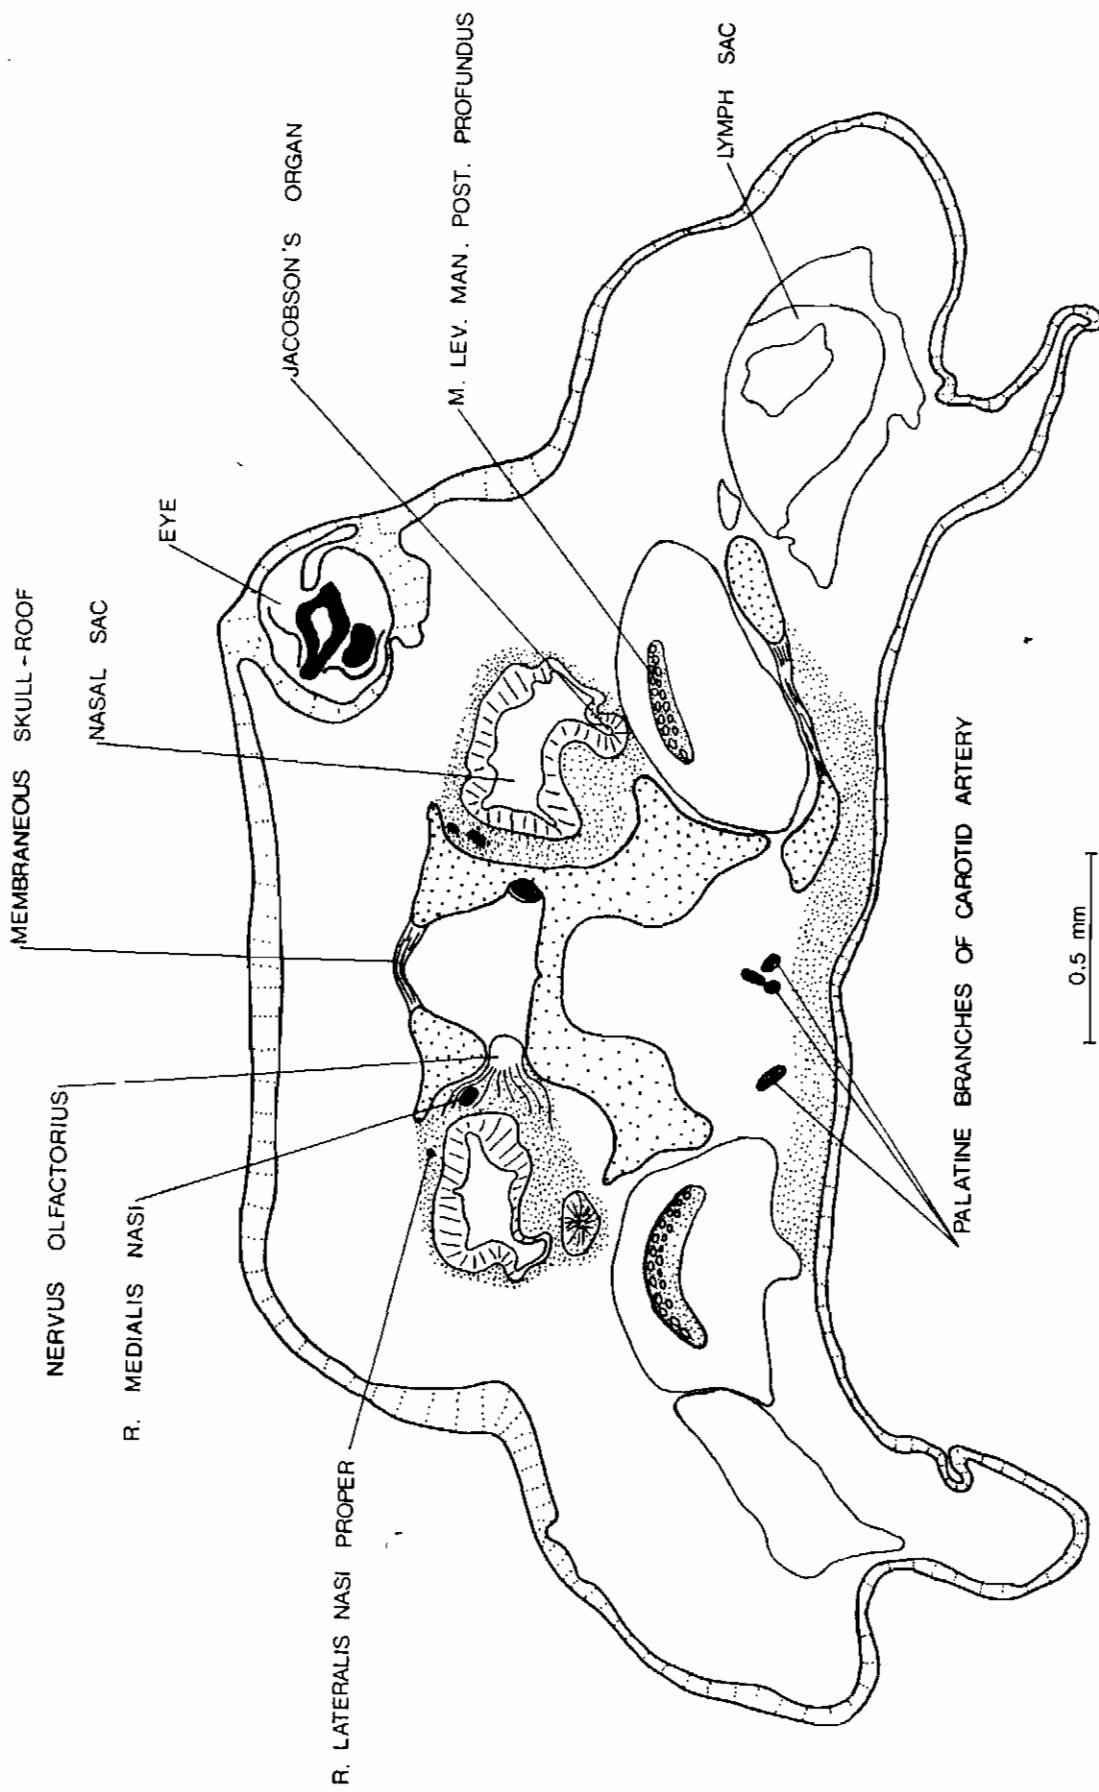 MEMBRANEOUS SKULL-ROOF
NERVUS OLFACTORIUS
NASAL SAC
R. MEDIALIS NASI
EYE
JACOBSON'S ORGAN
R. LATERALIS NASI PROPER
M. LEV. MAN. POST. PROFUNDUS
LYMPH SAC
PALATINE BRANCHES OF CAROTID ARTERY
0.5 mm